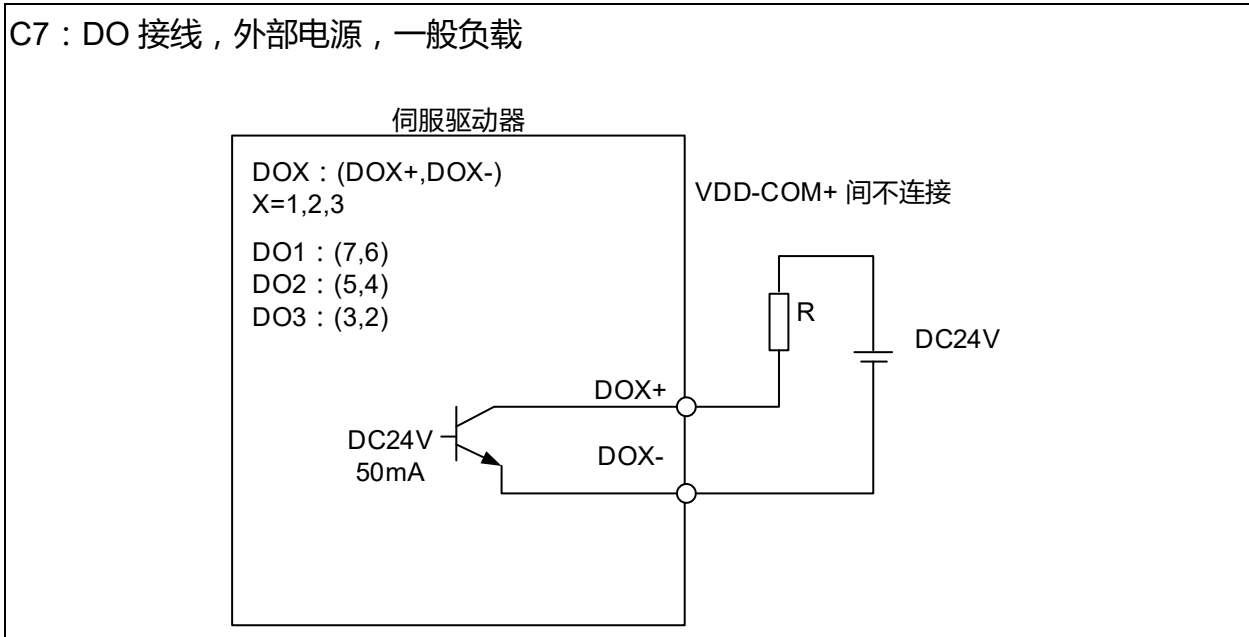 C7：DO 接线，外部电源，一般负载
伺服驱动器
DOX：(DOX+,DOX-)
X=1,2,3
VDD-COM+ 间不连接
DO1：(7,6)
DO2：(5,4)
DO3：(3,2)
R
DC24V
DOX+
DC24V
50mA
DOX-